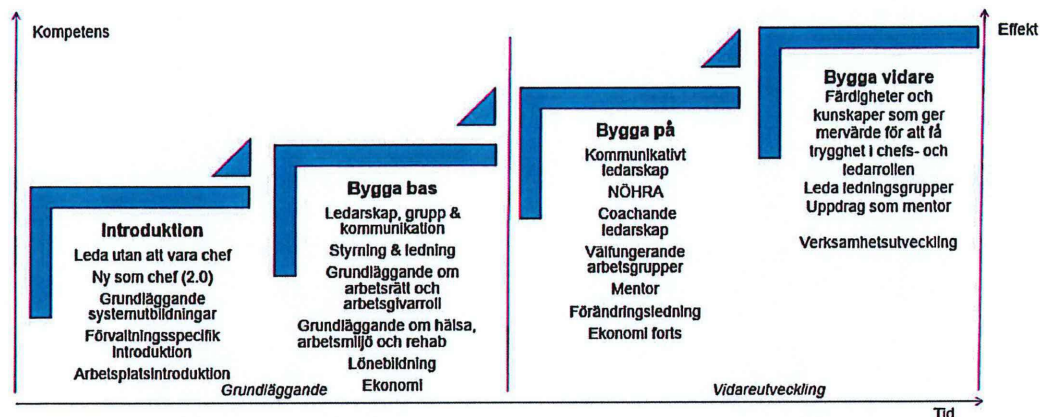 Kompetens
Effekt
Introduktion
Leda utan att vara chef
Ny som chef (2.0)
Grundläggande
systemutbildningar
Förvaltningsspecifik
introduktion
Arbetsplatsintroduktion
Bygga bas
Ledarskap, grupp &
kommunikation
Styrning & ledning
Grundläggande om
arbetsrätt och
arbetsgivarroll
Grundläggande om hälsa,
arbetsmiljö och rehab
Lönebildning
Ekonomi
Bygga på
Kommunikativt
ledarskap
NÖHRA
Coachande
ledarskap
Välfungerande
arbetsgrupper
Mentor
Förändringsledning
Ekonomi forts
Bygga vidare
Färdigheter och
kunskaper som ger
mervärde för att få
trygghet i chefs- och
ledarrollen
Leda ledningsgrupper
Uppdrag som mentor
Verksamhetsutveckling
Grundläggande
Vidareutveckling
Tid